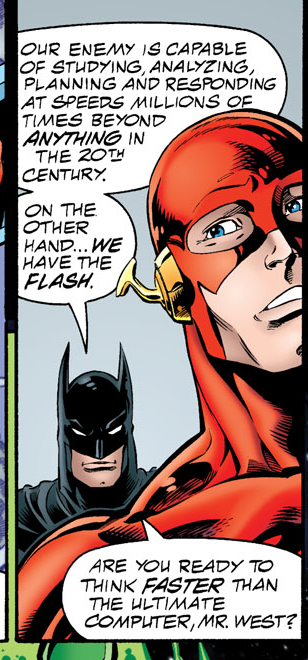 OUR ENEMY IS CAPABLE
OF STUDYING, ANALYZING,
PLANNING AND RESPONDING
AT SPEEDS MILLIONS OF
TIMES BEYOND
ANYTHING IN
THE 20TH
CENTURY.
ON THE
OTHER
HAND... WE
HAVE THE
FLASH.
ARE YOU READY TO
THINK FASTER THAN
THE ULTIMATE
COMPUTER, MR. WEST?